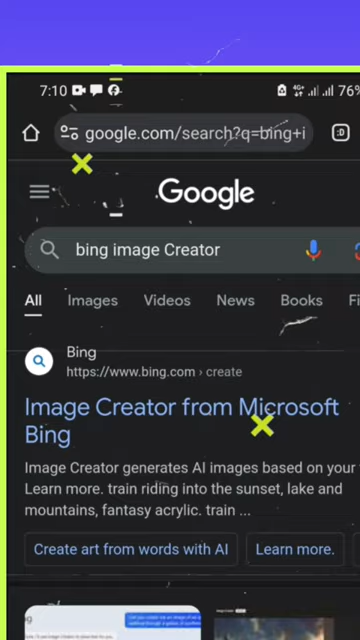 7:10
4G+
76%
google.com/search?q=bing+i
:D
Google
bing image Creator
All Images Videos News Books Fi
Bing
https://www.bing.com › create
Image Creator from Microsoft
Bing
Image Creator generates AI images based on your
Learn more. train riding into the sunset, lake and
mountains, fantasy acrylic. train ...
Create art from words with AI
Learn more.